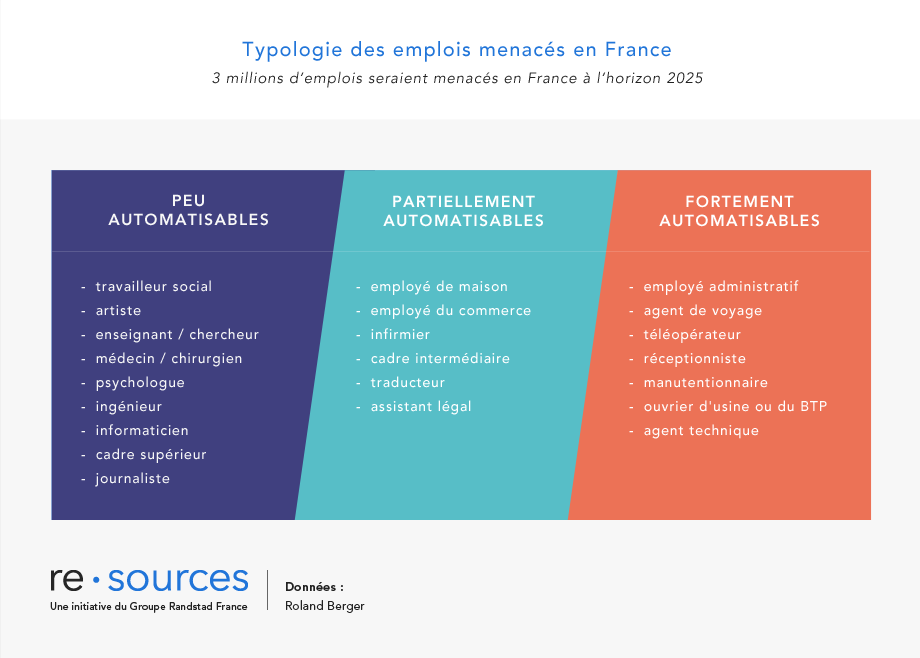 Typologie des emplois menacés en France
3 millions d’emplois seraient menacés en France à l’horizon 2025
PEU
AUTOMATISABLES
- travailleur social
- artiste
- enseignant / chercheur
- médecin / chirurgien
- psychologue
- ingénieur
- informaticien
- cadre supérieur
- journaliste
PARTIELLEMENT
AUTOMATISABLES
- employé de maison
- employé du commerce
- infirmier
- cadre intermédiaire
- traducteur
- assistant légal
FORTEMENT
AUTOMATISABLES
- employé administratif
- agent de voyage
- téléopérateur
- réceptionniste
- manutentionnaire
- ouvrier d'usine ou du BTP
- agent technique
re·sources
Une initiative du Groupe Randstad France
Données :
Roland Berger